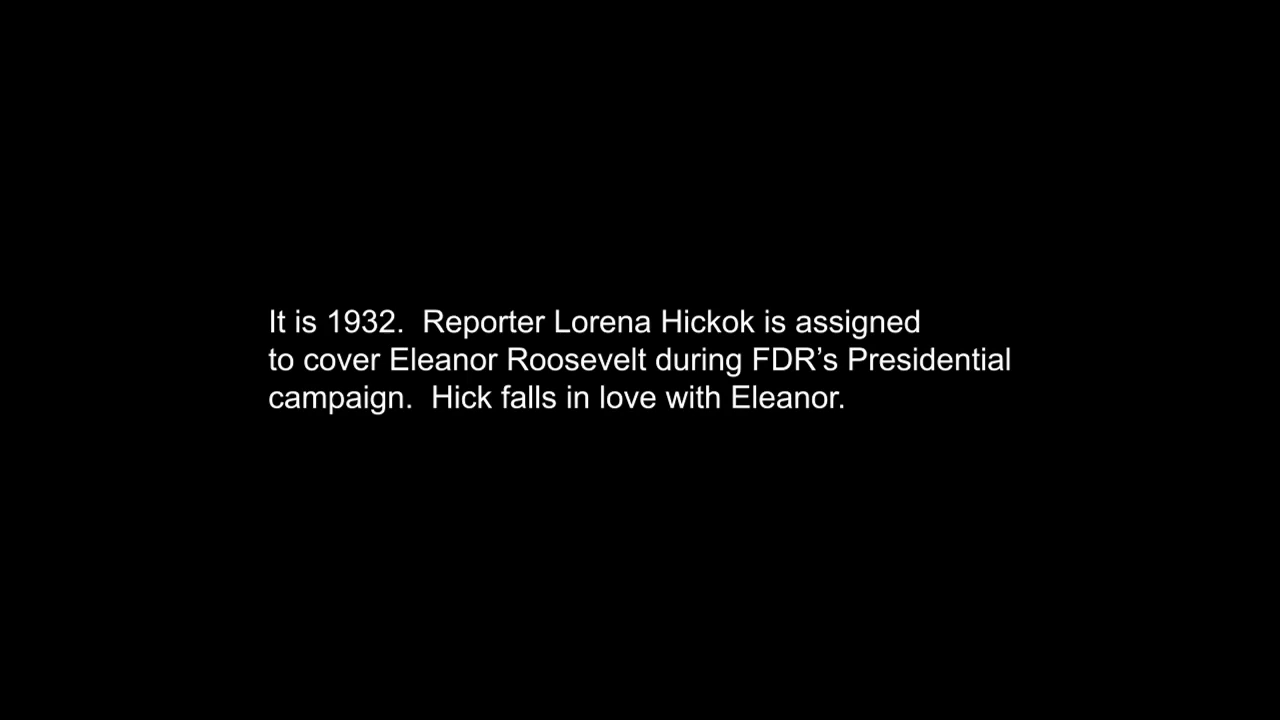 It is 1932.  Reporter Lorena Hickok is assigned
to cover Eleanor Roosevelt during FDR’s Presidential
campaign.  Hick falls in love with Eleanor.